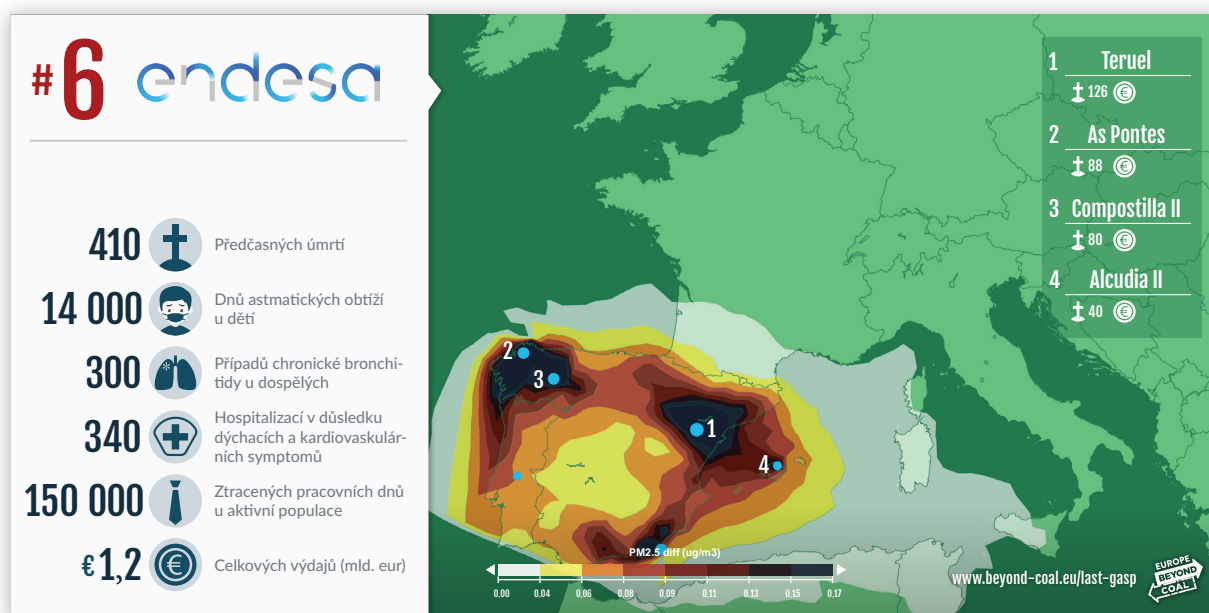 #6 endesa
410 Předčasných úmrtí
14 000 Dnů astmatických obtíží
u dětí
300 Případů chronické bronchi-
tidy u dospělých
340 Hospitalizací v důsledku
dýchacích a kardiovaskulár-
ních symptomů
150 000 Ztracených pracovních dnů
u aktivní populace
€ 1,2 € Celkových výdajů (mld. eur)
1 Teruel
126 €
2 As Pontes
88 €
3 Compostilla II
80 €
4 Alcudia II
40 €
2
3
1
4
PM2.5 diff (ug/m3)
0.00 0.04 0.06 0.08 0.09 0.11 0.13 0.15 0.17
www.beyond-coal.eu/last-gasp
EUROPE
BEYOND
COAL